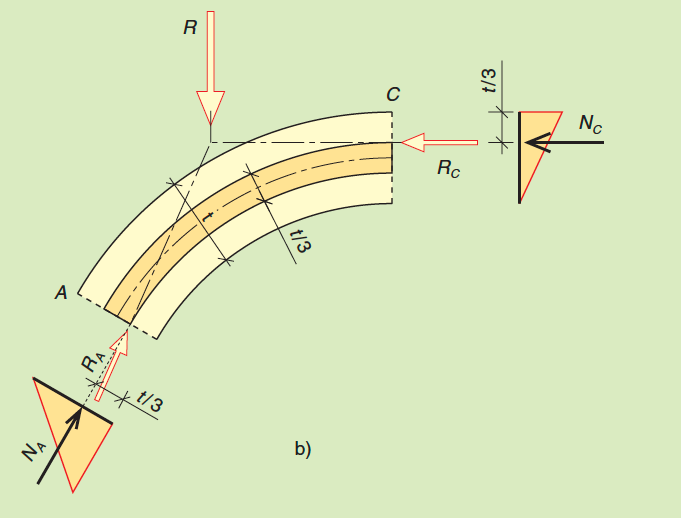 R
C
t/3
N_C
R_C
t
t/3
A
R_A
t/3
N_A
b)